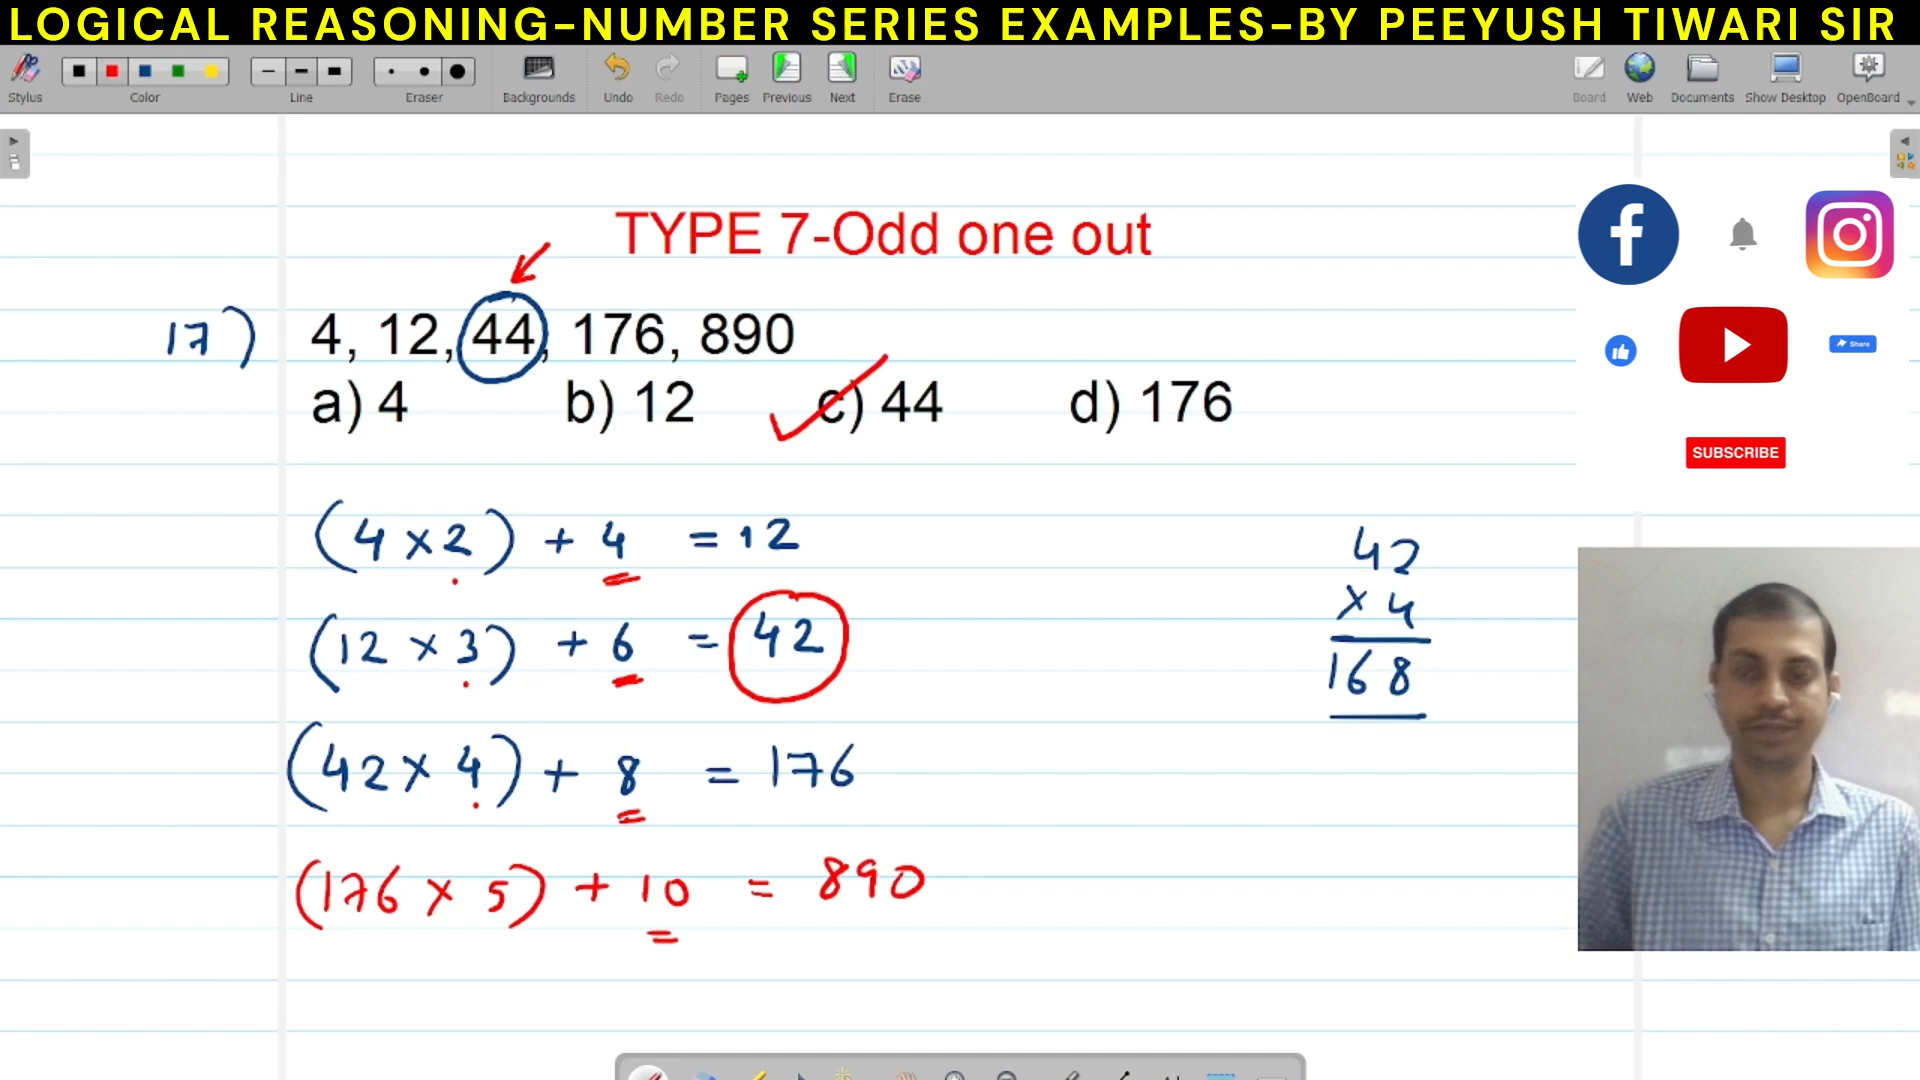 LOGICAL REASONING-NUMBER SERIES EXAMPLES-BY PEEYUSH TIWARI SIR
Stylus Color Line Eraser Backgrounds Undo Redo Pages Previous Next Erase Board Web Documents Show Desktop OpenBoard
TYPE 7-Odd one out
17) 4, 12, 44, 176, 890
a) 4 b) 12 c) 44 d) 176
Share
SUBSCRIBE
(4 × 2) + 4 = 12
(12 × 3) + 6 = 42
(42 × 4) + 8 = 176
(176 × 5) + 10 = 890
42
× 4
168